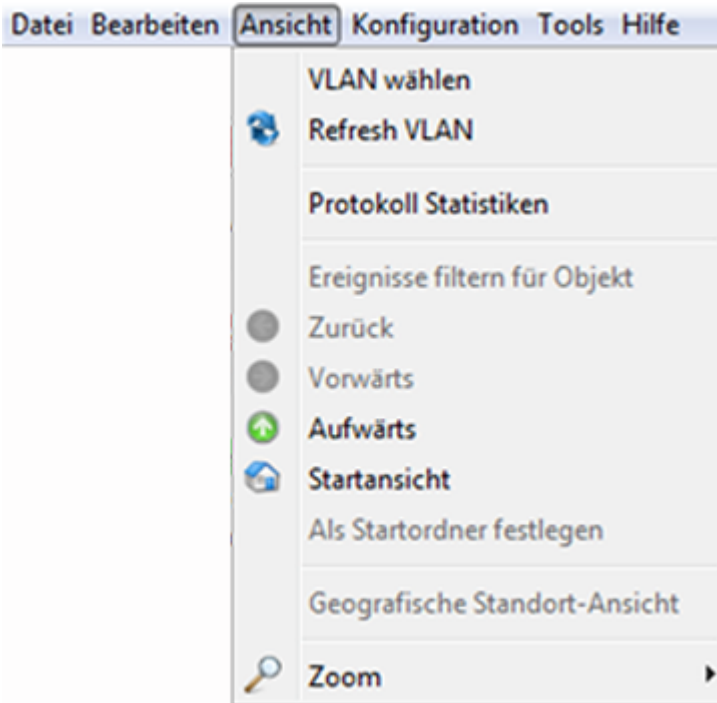 Datei Bearbeiten Ansicht Konfiguration Tools Hilfe
VLAN wählen
Refresh VLAN
Protokoll Statistiken
Ereignisse filtern für Objekt
Zurück
Vorwärts
Aufwärts
Startansicht
Als Startordner festlegen
Geografische Standort-Ansicht
Zoom